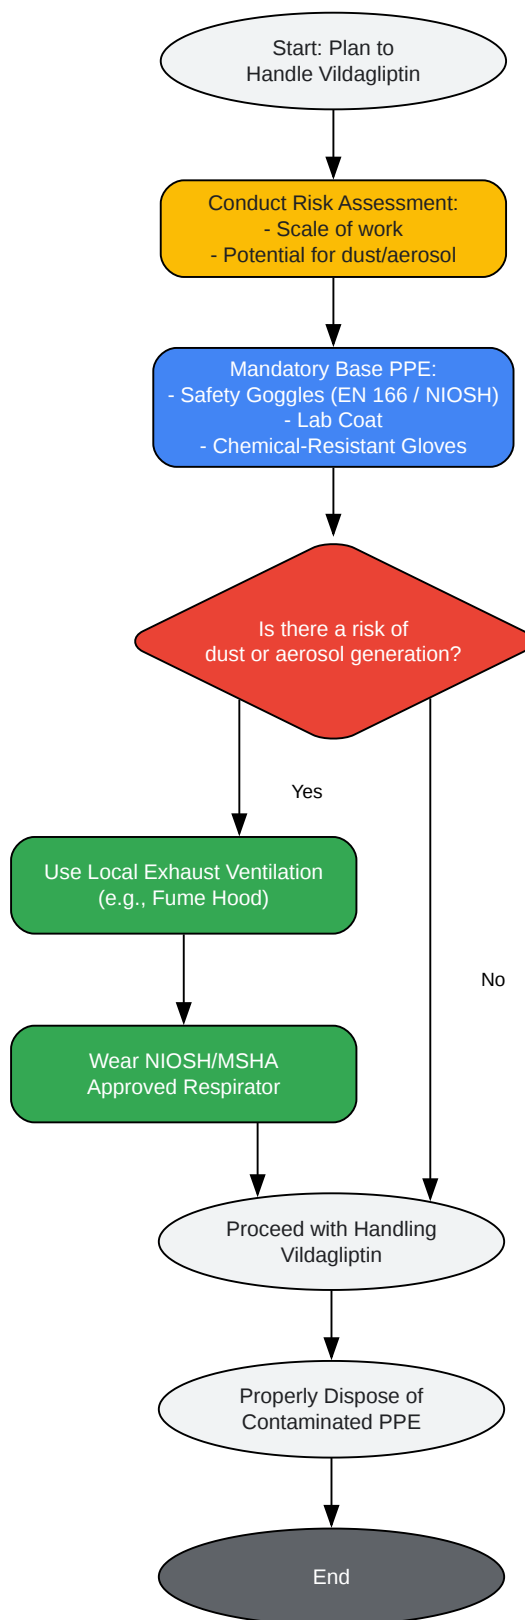 Start: Plan to
Handle Vildagliptin
Conduct Risk Assessment:
- Scale of work
- Potential for dust/aerosol
Mandatory Base PPE:
- Safety Goggles (EN 166 / NIOSH)
- Lab Coat
- Chemical-Resistant Gloves
Is there a risk of
dust or aerosol generation?
Yes
Use Local Exhaust Ventilation
(e.g., Fume Hood)
No
Wear NIOSH/MSHA
Approved Respirator
Proceed with Handling
Vildagliptin
Properly Dispose of
Contaminated PPE
End